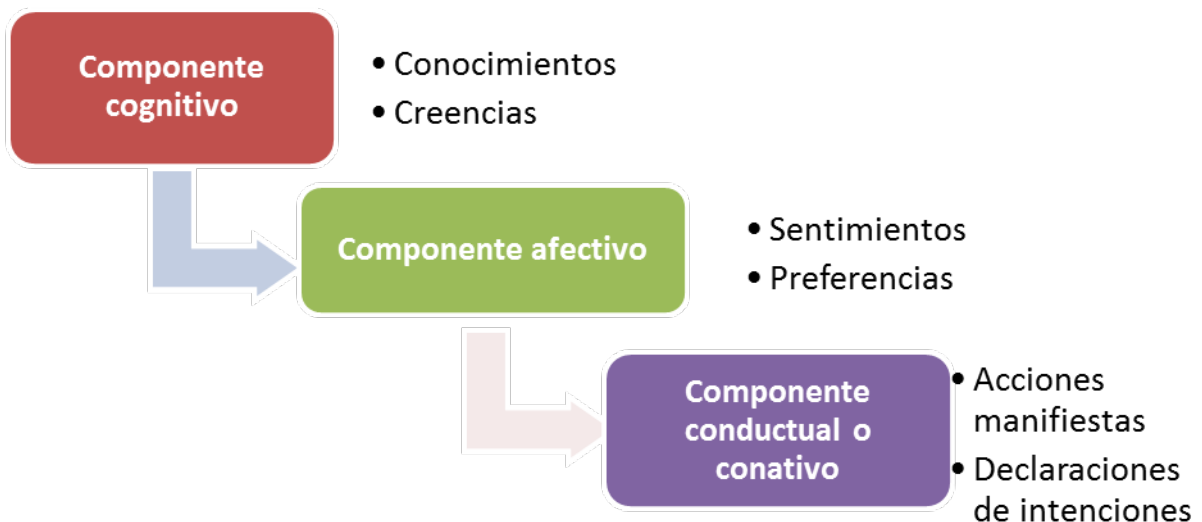 Componente
cognitivo
• Conocimientos
• Creencias
Componente afectivo
• Sentimientos
• Preferencias
Componente
conductual o
conativo
• Acciones
manifiestas
• Declaraciones
de intenciones